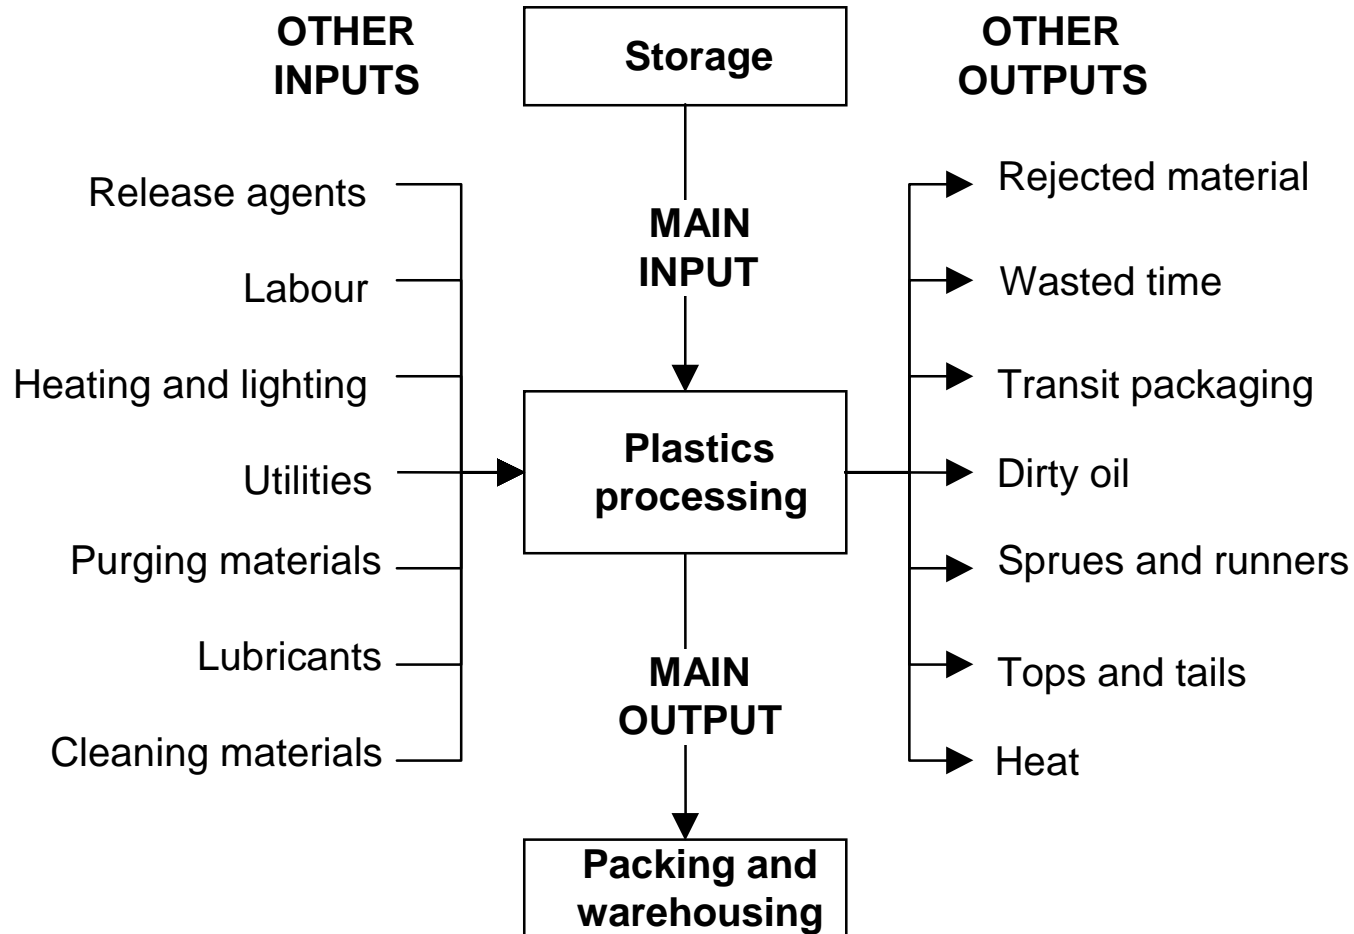 OTHER
INPUTS
Storage
OTHER
OUTPUTS
Release agents
Labour
Heating and lighting
Utilities
Purging materials
Lubricants
Cleaning materials
MAIN
INPUT
Plastics
processing
MAIN
OUTPUT
Packing and
warehousing
Rejected material
Wasted time
Transit packaging
Dirty oil
Sprues and runners
Tops and tails
Heat